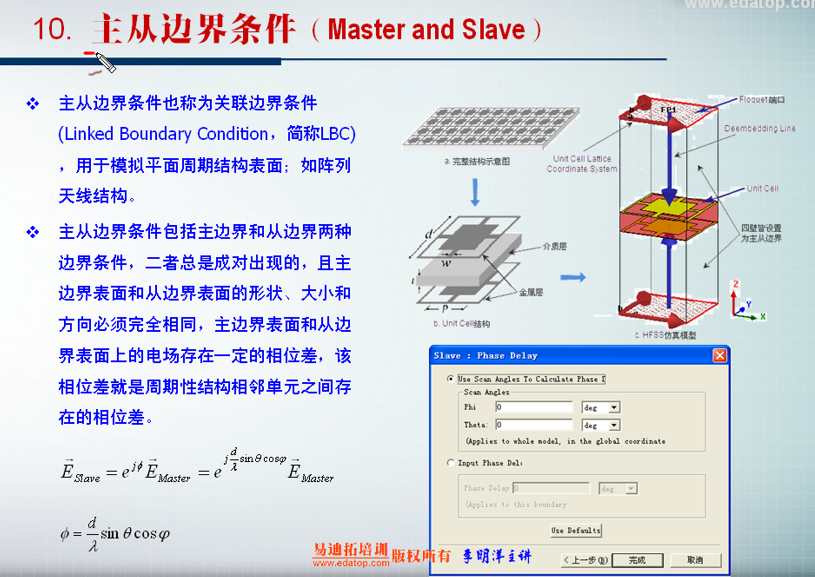 www.edatop.com
10. 主从边界条件（Master and Slave）
❖ 主从边界条件也称为关联边界条件
(Linked Boundary Condition，简称LBC)
，用于模拟平面周期结构表面；如阵列
天线结构。
❖ 主从边界条件包括主边界和从边界两种
边界条件，二者总是成对出现的，且主
边界表面和从边界表面的形状、大小和
方向必须完全相同，主边界表面和从边
界表面上的电场存在一定的相位差，该
相位差就是周期性结构相邻单元之间存
在的相位差。
E⃗_Slave = e^{jϕ} E⃗_Master = e^{j(d/λ)sinθcosφ} E⃗_Master
ϕ = d/λ sinθcosφ
a. 完整结构示意图
d
w
t
P
介质层
金属层
b. Unit Cell结构
FP1
Floquet 端口
Deembedding Line
Unit Cell Lattice
Coordinate System
Unit Cell
四壁皆设置
为主从边界
Z
Y
X
c. HFSS仿真模型
Slave : Phase Delay
Use Scan Angles To Calculate Phase I
Scan Angles
Phi 0 deg
Theta: 0 deg
(Applies to whole model, in the global coordinate
Input Phase Del
Phase Delay 0 deg
(Applies to this boundary
Use Defaults
< 上一步(B) 完成 取消
易迪拓培训 版权所有 李明洋主讲
www.edatop.com